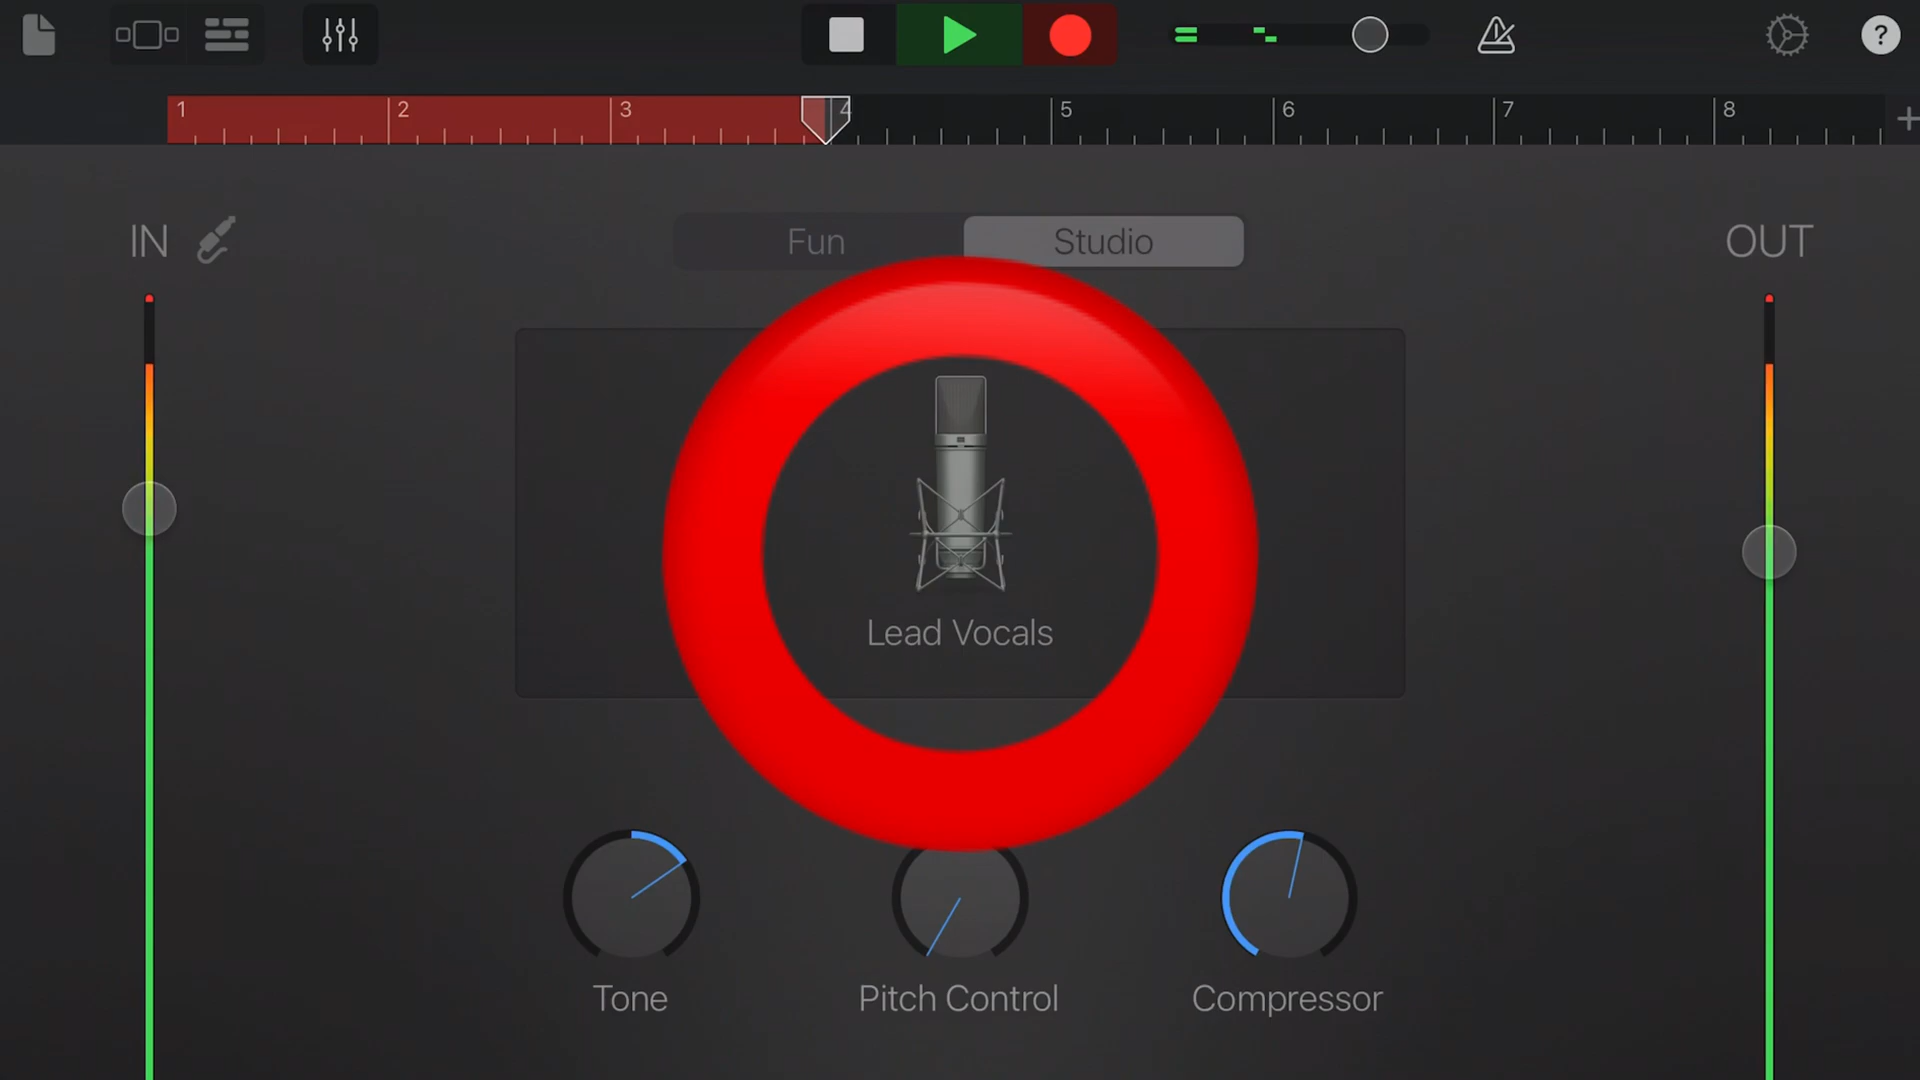 ?
1 2 3 4 5 6 7 8
IN Fun Studio OUT
Lead Vocals
Tone Pitch Control Compressor